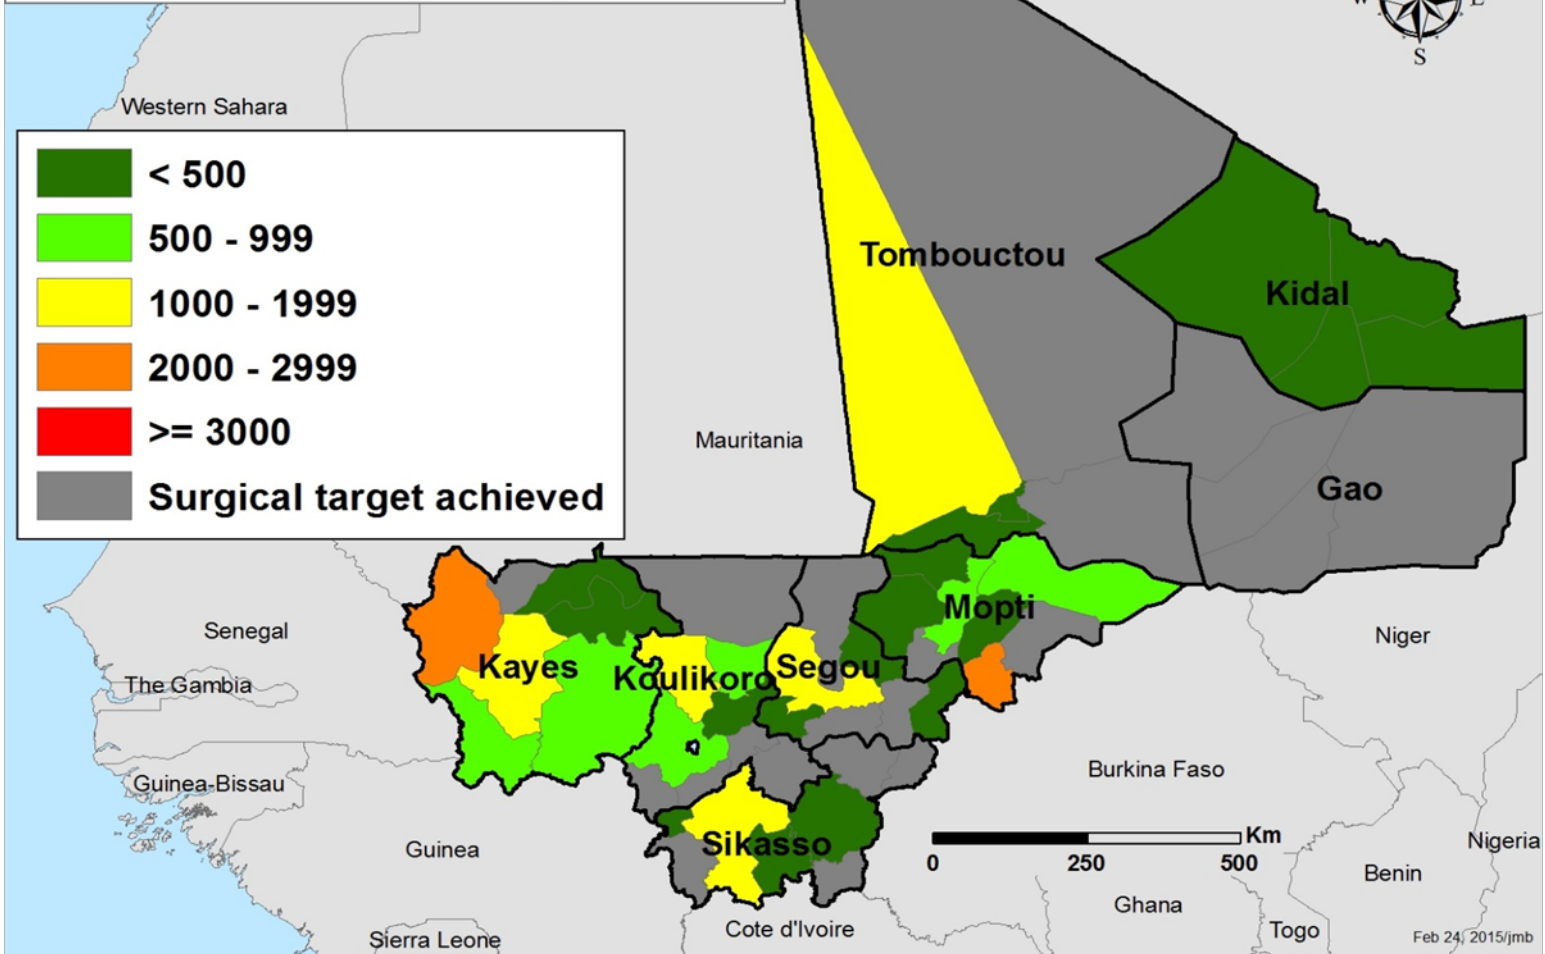 W
E
S
Western Sahara
< 500
500 - 999
1000 - 1999
2000 - 2999
>= 3000
Surgical target achieved
Tombouctou
Kidal
Mauritania
Gao
Mopti
Senegal
Niger
Kayes
Koulikoro
Segou
The Gambia
Guinea-Bissau
Burkina Faso
Guinea
Sikasso
Km
0 250 500
Nigeria
Benin
Ghana
Cote d'Ivoire
Togo
Sierra Leone
Feb 24, 2015/jmb